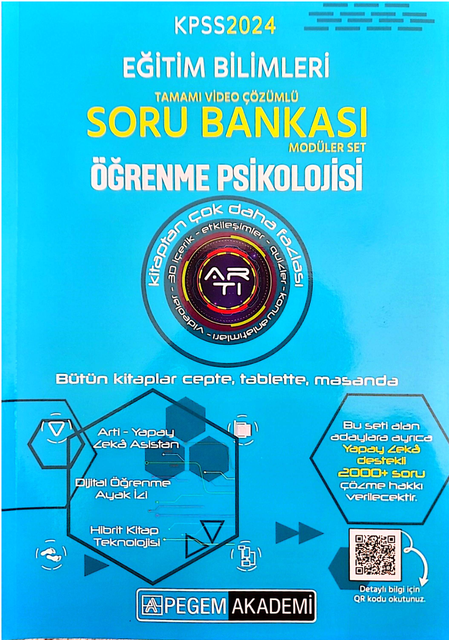 KPSS2024
EĞİTİM BİLİMLERİ
TAMAMI VİDEO ÇÖZÜMLÜ
SORU BANKASI
MODÜLER SET
ÖĞRENME PSİKOLOJİSİ
kitaptan çok daha fazlası
videolar - 3D içerik - etkileşimler - quizler - konu anlatımları
ARTI
Bütün kitaplar cepte, tablette, masanda
Artı - Yapay
Zekâ Asistan
Dijital Öğrenme
Ayak İzi
Hibrit Kitap
Teknolojisi
Bu seti alan
adaylara ayrıca
Yapay Zekâ
destekli
2000+ soru
çözme hakkı
verilecektir.
Detaylı bilgi için
QR kodu okutunuz.
PEGEM AKADEMİ